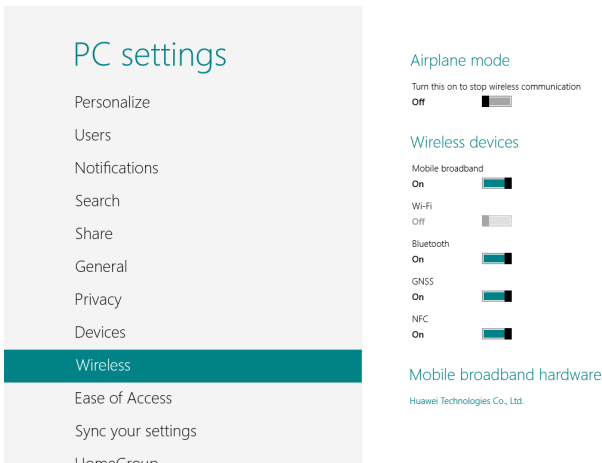 PC settings
Personalize
Users
Notifications
Search
Share
General
Privacy
Devices
Wireless
Ease of Access
Sync your settings
HomeGroup
Airplane mode
Turn this on to stop wireless communication
Off
Wireless devices
Mobile broadband
On
Wi-Fi
Off
Bluetooth
On
GNSS
On
NFC
On
Mobile broadband hardware
Huawei Technologies Co., Ltd.